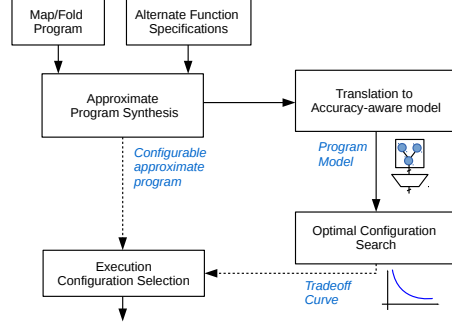 Map/Fold
Program
Alternate Function
Specifications
Approximate
Program Synthesis
Translation to
Accuracy-aware model
Configurable
approximate
program
Program
Model
Optimal Configuration
Search
Execution
Configuration Selection
Tradeoff
Curve